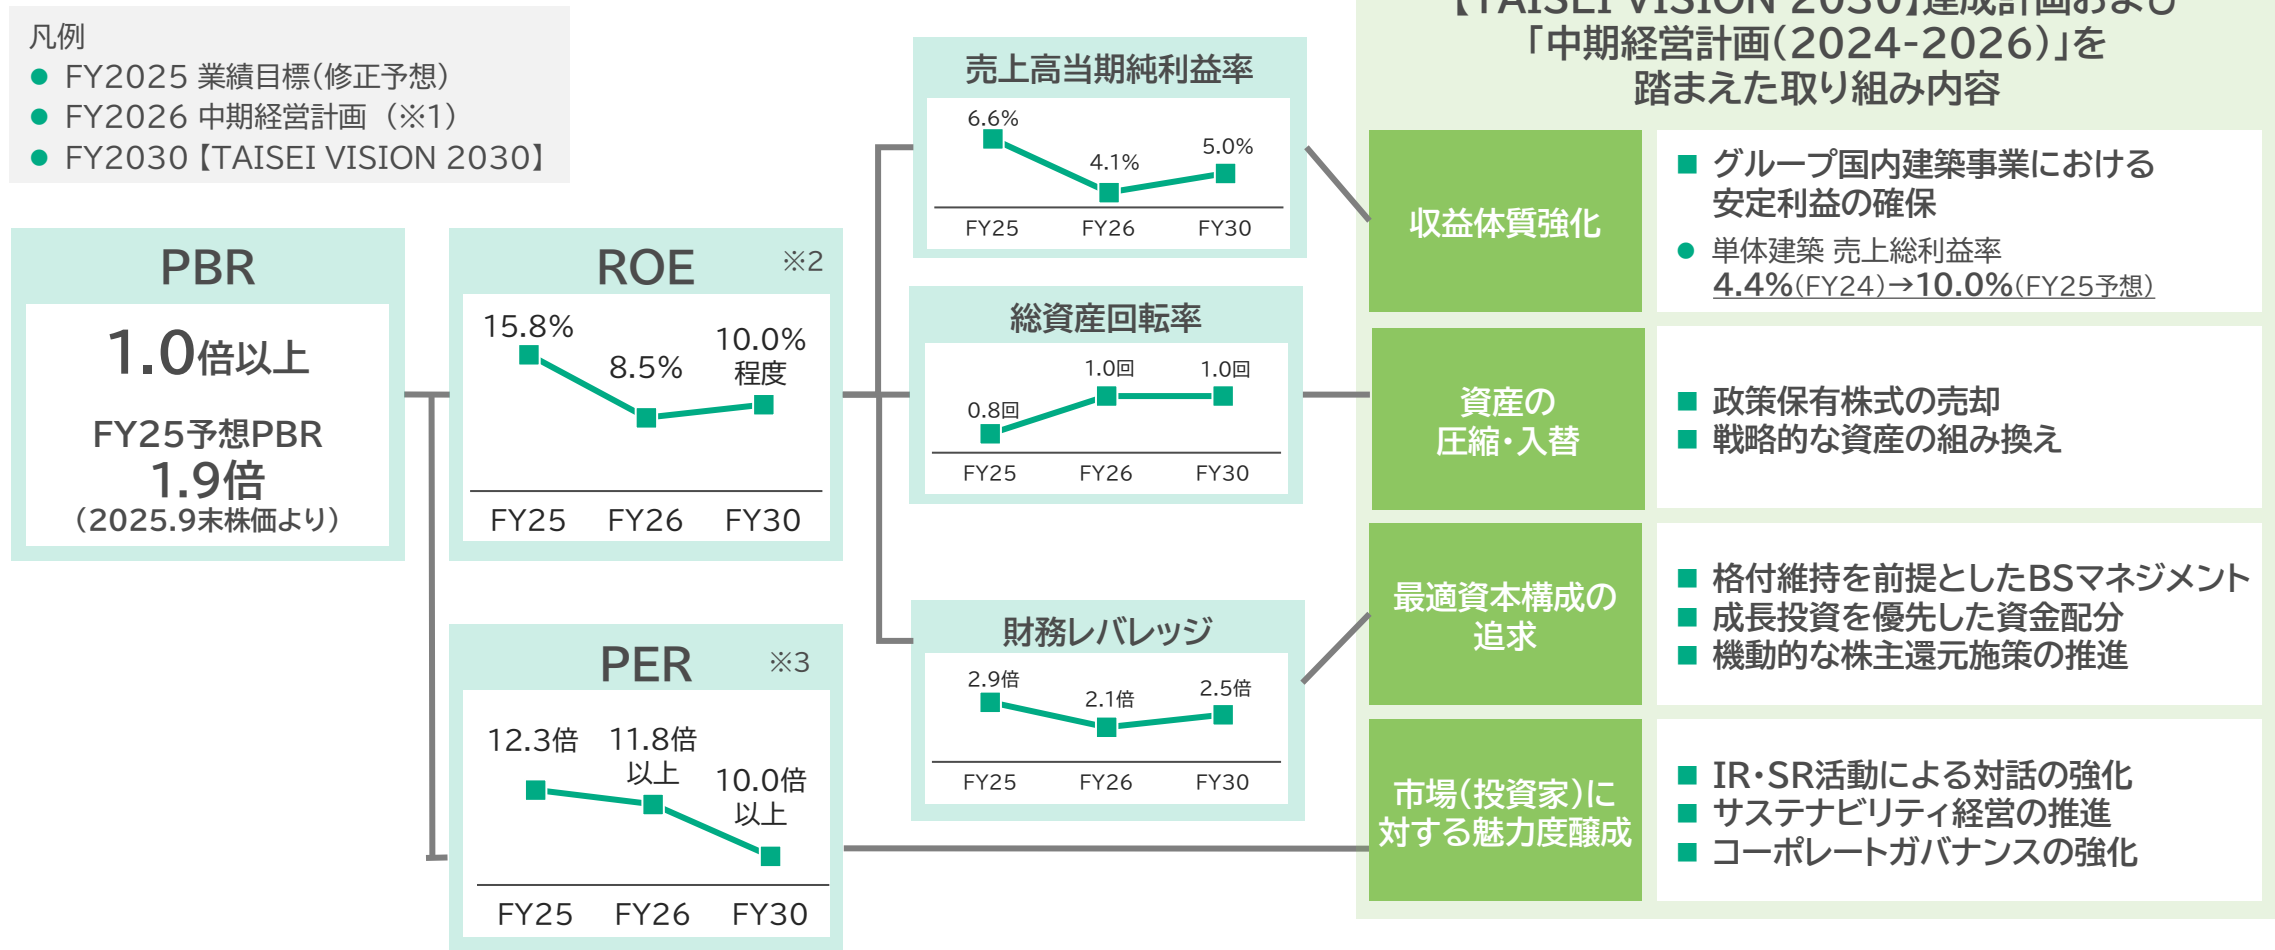 凡例
● FY2025 業績目標(修正予想)
● FY2026 中期経営計画 (※1)
● FY2030【TAISEI VISION 2030】
PBR
1.0倍以上
FY25予想PBR
1.9倍
(2025.9末株価より)
ROE ※2
15.8%
8.5%
10.0%
程度
FY25 FY26 FY30
PER ※3
12.3倍
11.8倍
以上
10.0倍
以上
FY25 FY26 FY30
売上高当期純利益率
6.6%
4.1%
5.0%
FY25 FY26 FY30
総資産回転率
0.8回
1.0回
1.0回
FY25 FY26 FY30
財務レバレッジ
2.9倍
2.1倍
2.5倍
FY25 FY26 FY30
【TAISEI VISION 2030】達成計画および
「中期経営計画(2024-2026)」を
踏まえた取り組み内容
収益体質強化
■ グループ国内建築事業における
安定利益の確保
● 単体建築 売上総利益率
4.4%(FY24)→10.0%(FY25予想)
資産の
圧縮・入替
■ 政策保有株式の売却
■ 戦略的な資産の組み換え
最適資本構成の
追求
■ 格付維持を前提としたBSマネジメント
■ 成長投資を優先した資金配分
■ 機動的な株主還元施策の推進
市場(投資家)に
対する魅力度醸成
■ IR・SR活動による対話の強化
■ サステナビリティ経営の推進
■ コーポレートガバナンスの強化